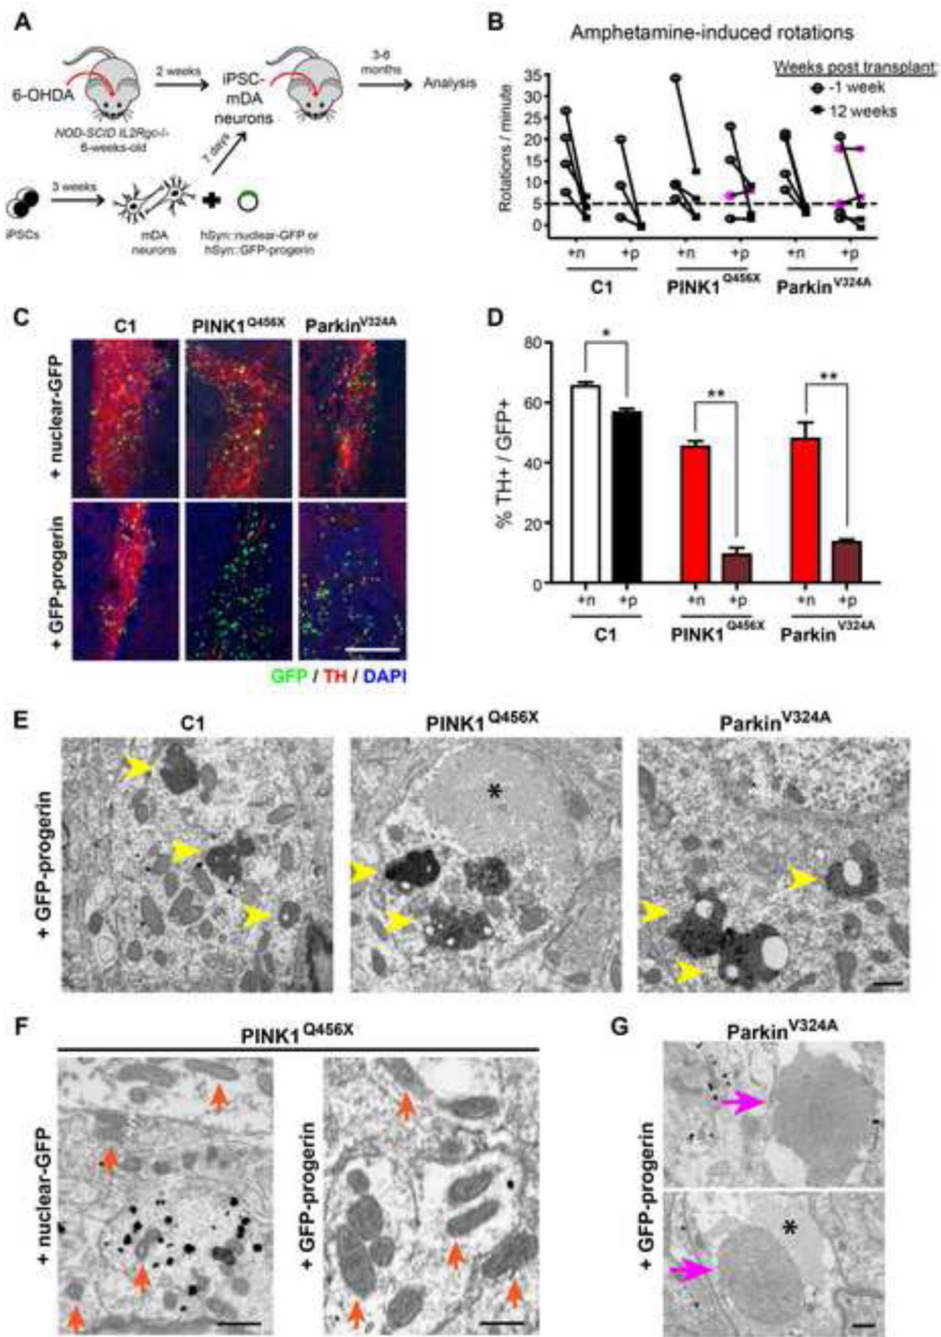 A
6-OHDA
2 weeks
iPSC-
mDA
neurons
3-6
months
Analysis
NOD-SCID IL2Rgc-/-
6-weeks-old
7 days
3 weeks
iPSCs
mDA
neurons
hSyn::nuclear-GFP or
hSyn::GFP-progerin
B
Amphetamine-induced rotations
Weeks post transplant:
-1 week
12 weeks
Rotations / minute
35
30
25
20
15
10
5
0
+n +p +n +p +n +p
C1 PINK1Q456X ParkinV324A
C
C1 PINK1Q456X ParkinV324A
+ nuclear-GFP
+ GFP-progerin
GFP / TH / DAPI
D
% TH+ / GFP+
80
60
40
20
0
* ** **
+n +p +n +p +n +p
C1 PINK1Q456X ParkinV324A
E
C1 PINK1Q456X ParkinV324A
+ GFP-progerin
*
F
PINK1Q456X
+ nuclear-GFP
+ GFP-progerin
G
ParkinV324A
+ GFP-progerin
*